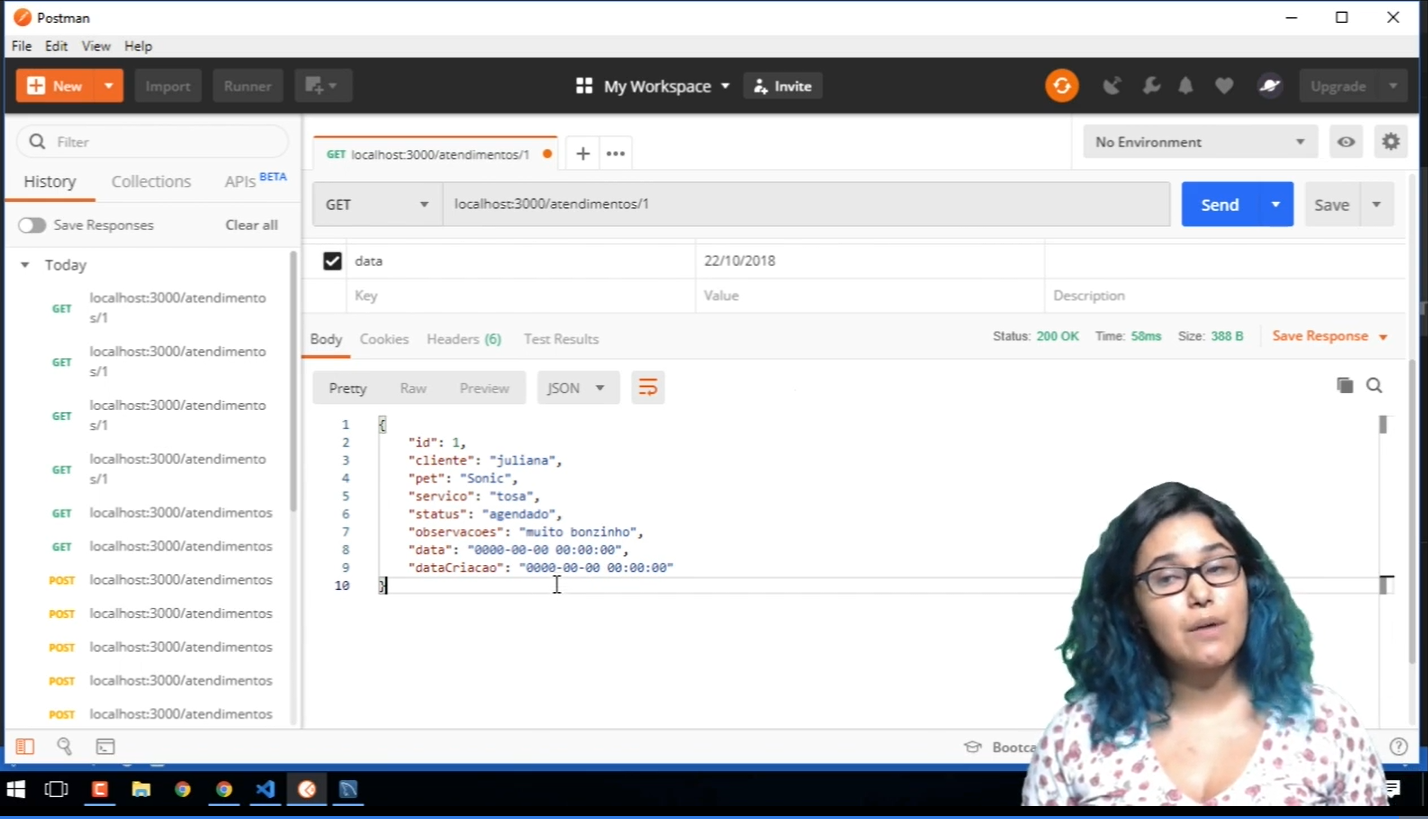 Postman
File Edit View Help
New Import Runner My Workspace Invite Upgrade
Filter
History Collections APIs BETA
Save Responses Clear all
Today
GET localhost:3000/atendimento
s/1
GET localhost:3000/atendimento
s/1
GET localhost:3000/atendimento
s/1
GET localhost:3000/atendimento
s/1
GET localhost:3000/atendimentos
GET localhost:3000/atendimentos
POST localhost:3000/atendimentos
POST localhost:3000/atendimentos
POST localhost:3000/atendimentos
POST localhost:3000/atendimentos
POST localhost:3000/atendimentos
GET localhost:3000/atendimentos/1
No Environment
GET localhost:3000/atendimentos/1 Send Save
data 22/10/2018
Key Value Description
Body Cookies Headers (6) Test Results Status: 200 OK Time: 58ms Size: 388 B Save Response
Pretty Raw Preview JSON
1 {
2 "id": 1,
3 "cliente": "juliana",
4 "pet": "Sonic",
5 "servico": "tosa",
6 "status": "agendado",
7 "observacoes": "muito bonzinho",
8 "data": "0000-00-00 00:00:00",
9 "dataCriacao": "0000-00-00 00:00:00"
10 }
Bootca